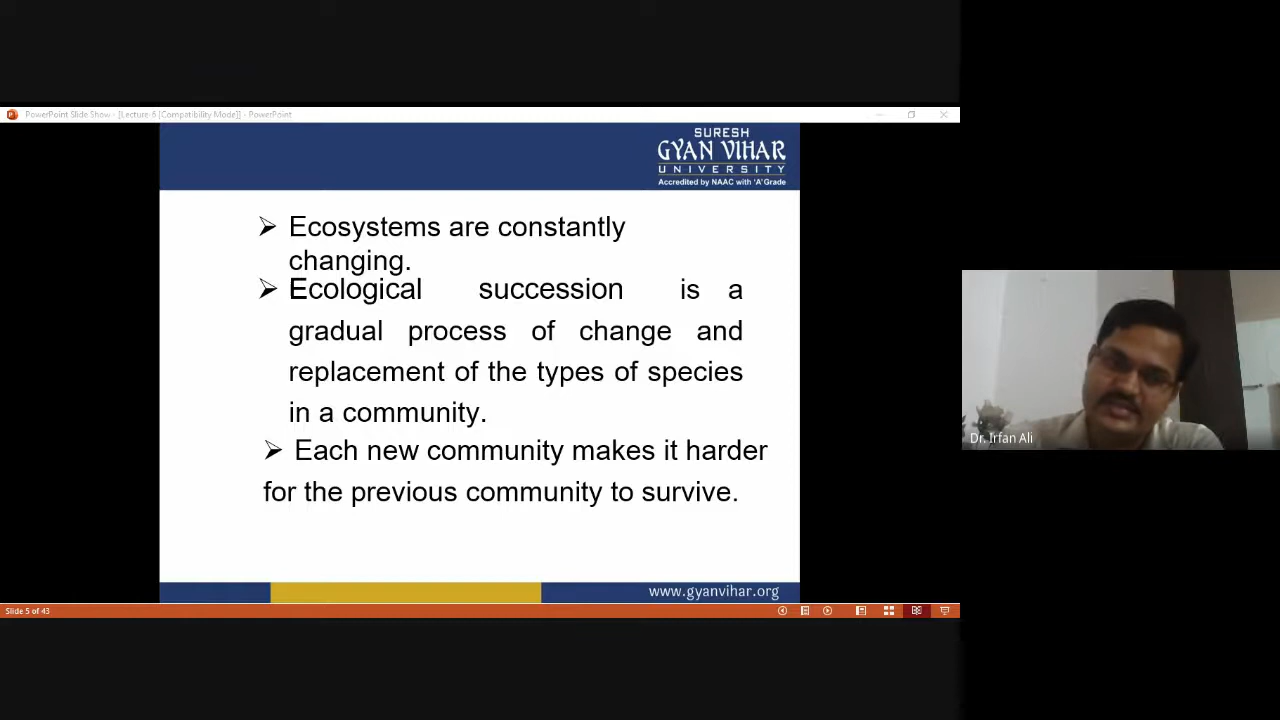 PowerPoint Slide Show - [Lecture-6 [Compatibility Mode]] - PowerPoint
SURESH
GYAN VIHAR
UNIVERSITY
Accredited by NAAC with 'A' Grade
➢ Ecosystems are constantly
changing.
➢ Ecological succession is a
gradual process of change and
replacement of the types of species
in a community.
➢ Each new community makes it harder
for the previous community to survive.
Dr. Irfan Ali
www.gyanvihar.org
Slide 5 of 43